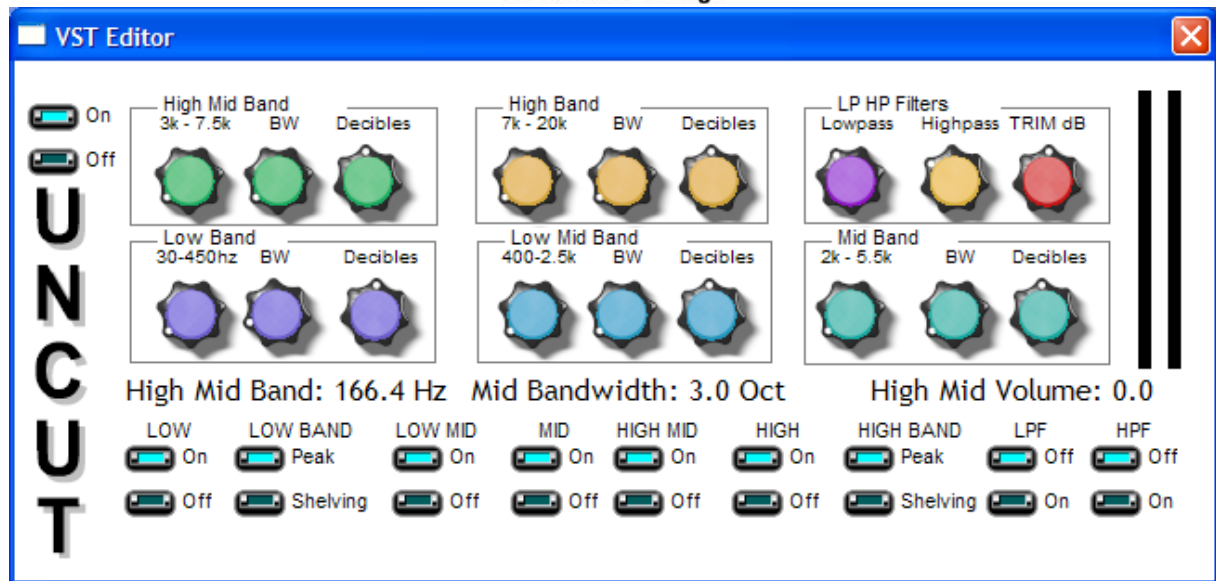 VST Editor
On
Off
UNCUT
High Mid Band
3k - 7.5k BW Decibles
High Band
7k - 20k BW Decibles
LP HP Filters
Lowpass Highpass TRIM dB
Low Band
30-450hz BW Decibles
Low Mid Band
400-2.5k BW Decibles
Mid Band
2k - 5.5k BW Decibles
High Mid Band: 166.4 Hz Mid Bandwidth: 3.0 Oct High Mid Volume: 0.0
LOW LOW BAND LOW MID MID HIGH MID HIGH HIGH BAND LPF HPF
On Peak On On On On Peak Off Off
Off Shelving Off Off Off Off Shelving On On